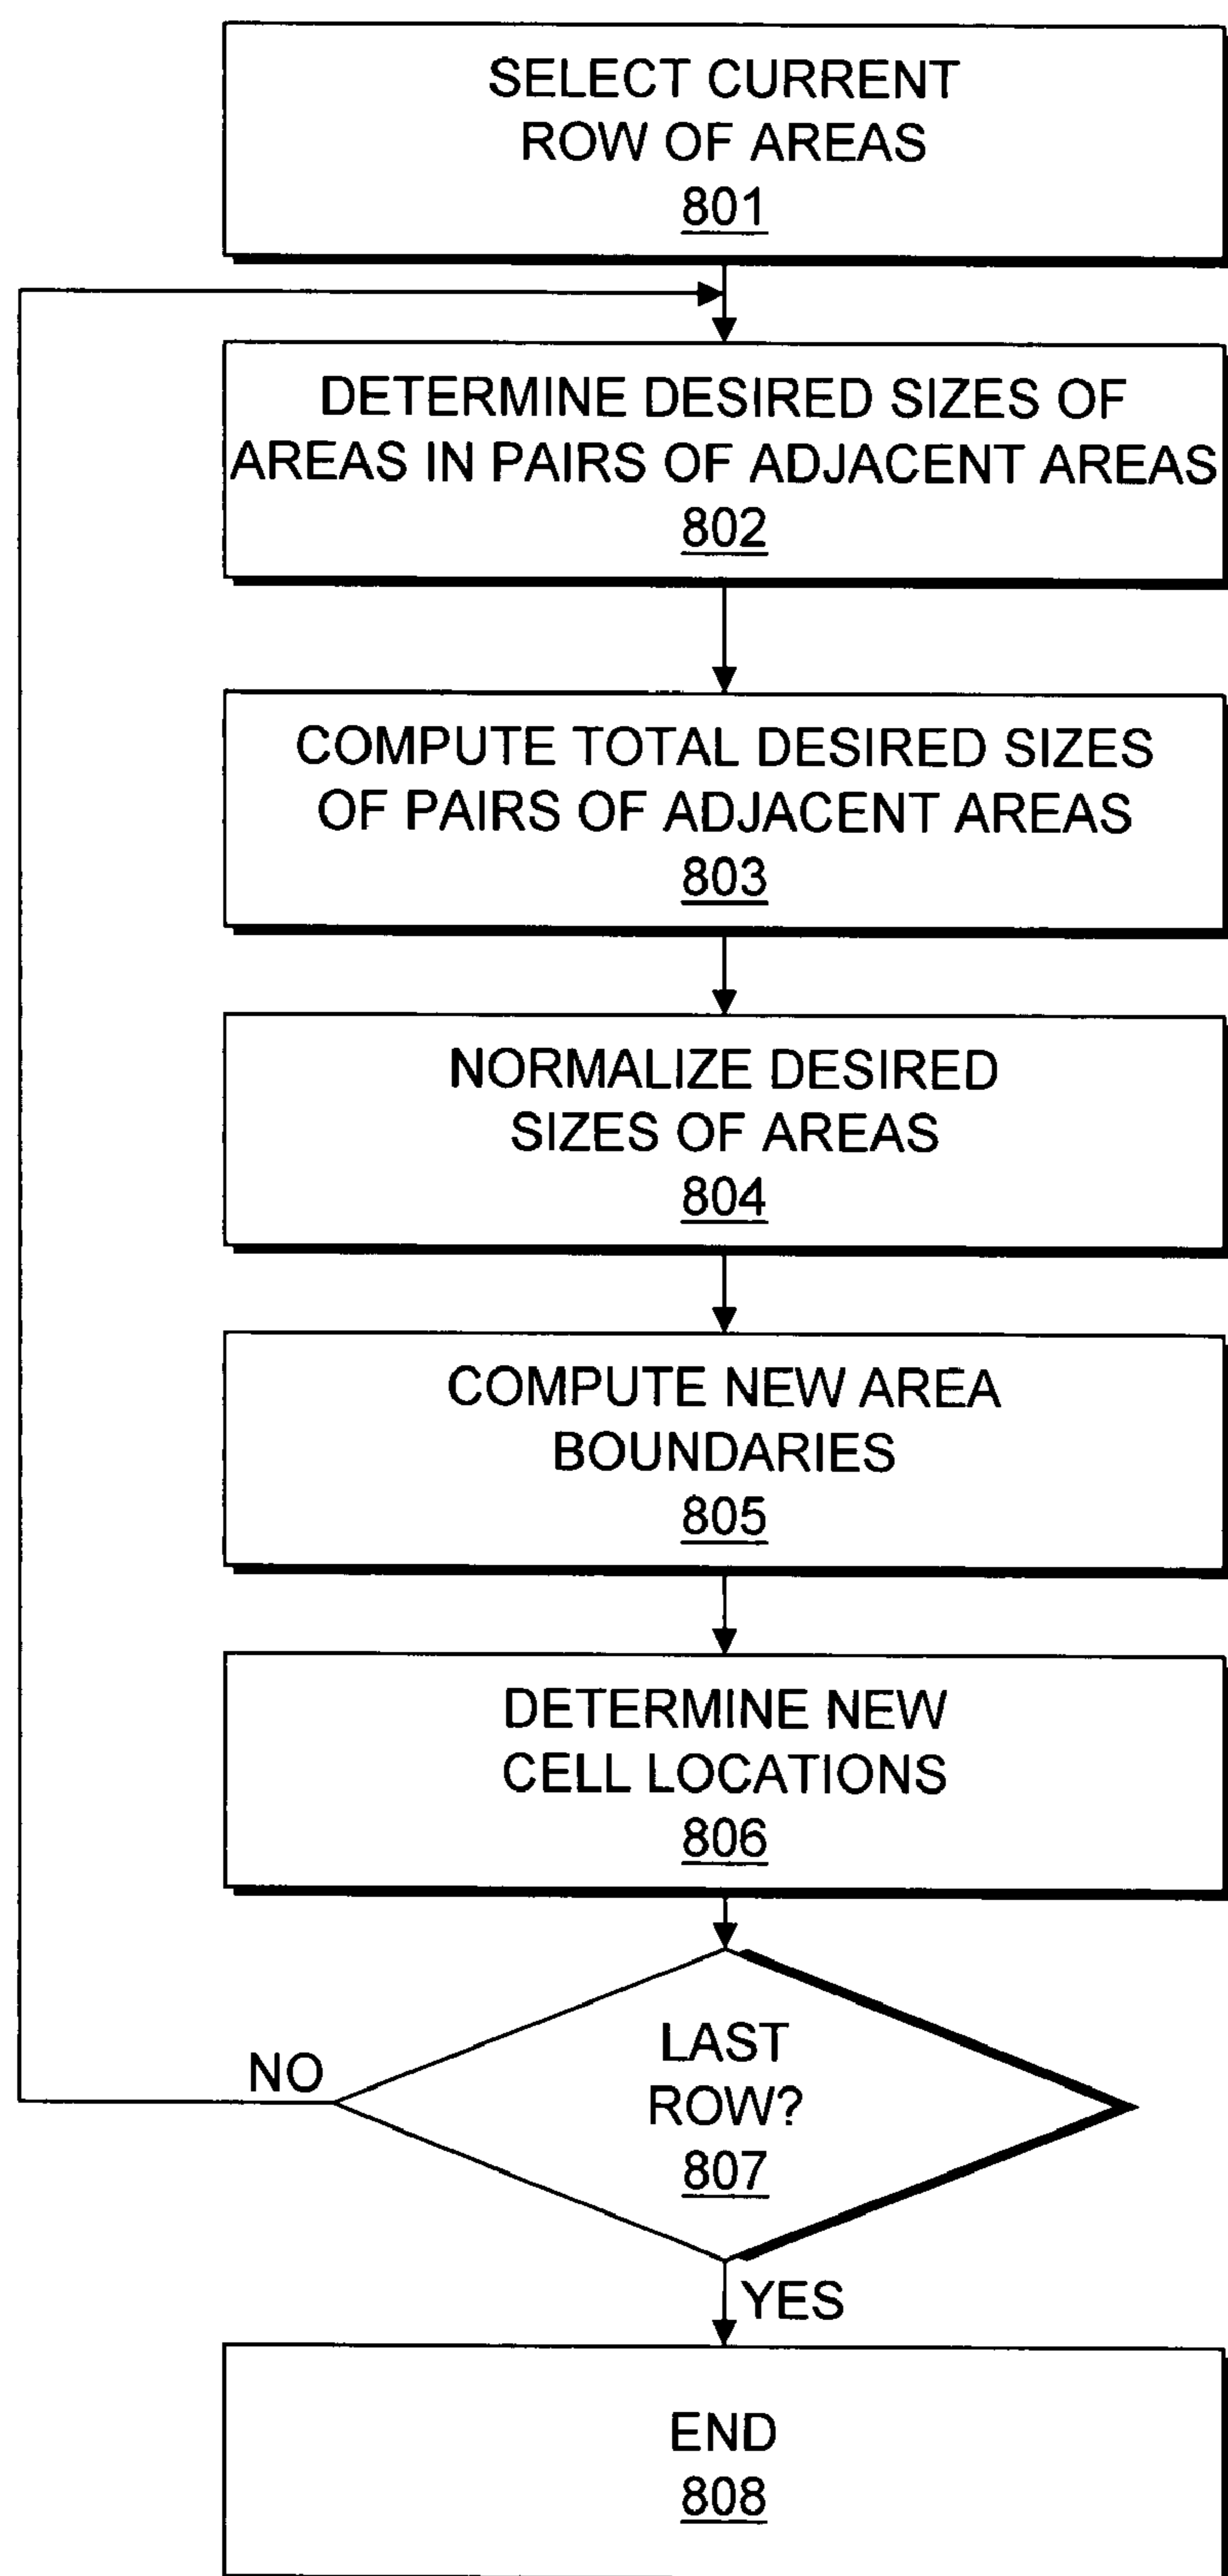 SELECT CURRENT
ROW OF AREAS
801
DETERMINE DESIRED SIZES OF
AREAS IN PAIRS OF ADJACENT AREAS
802
COMPUTE TOTAL DESIRED SIZES
OF PAIRS OF ADJACENT AREAS
803
NORMALIZE DESIRED
SIZES OF AREAS
804
COMPUTE NEW AREA
BOUNDARIES
805
DETERMINE NEW
CELL LOCATIONS
806
NO
LAST
ROW?
807
YES
END
808